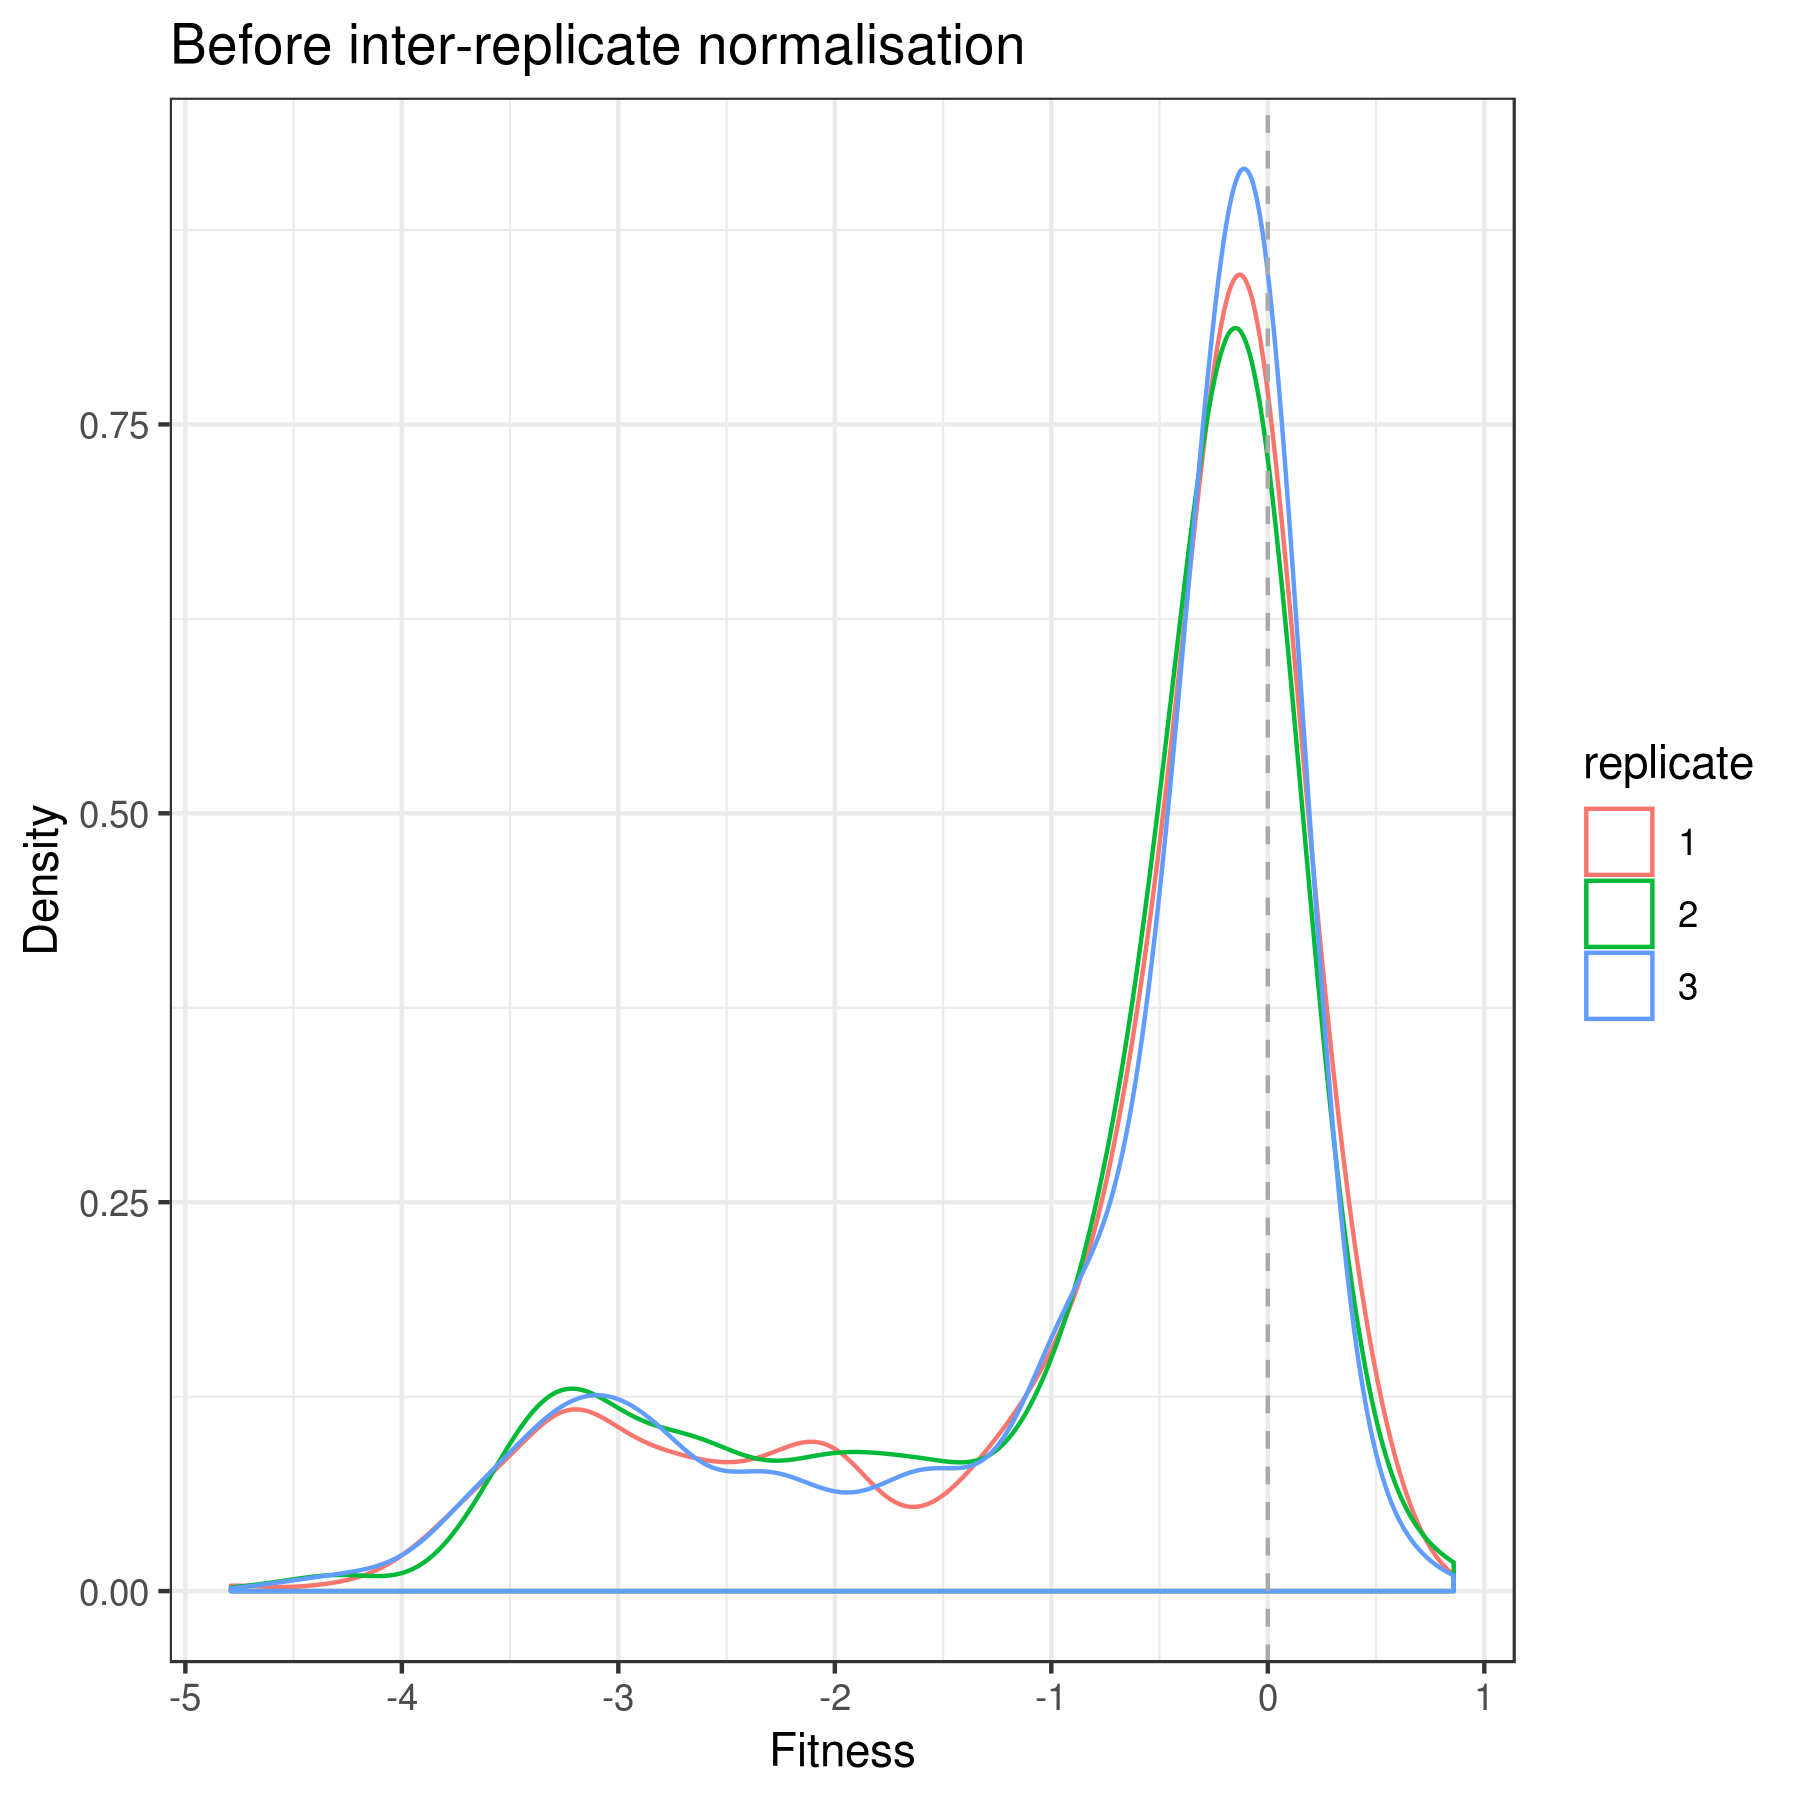 Before inter-replicate normalisation
Density
0.75
0.50
0.25
0.00
-5 -4 -3 -2 -1 0 1
Fitness
replicate
1
2
3